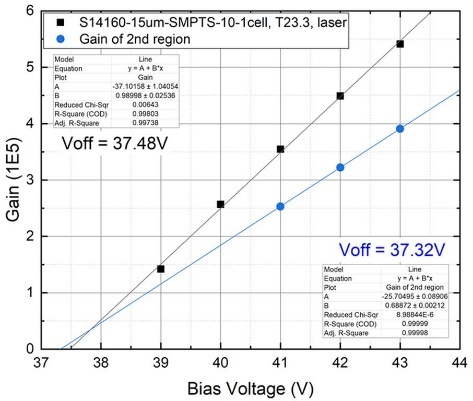 S14160-15um-SMPTS-10-1cell, T23.3, laser
Gain of 2nd region
Model Line
Equation y = A + B*x
Plot Gain
A -37.10158 ± 1.04054
B 0.98998 ± 0.02536
Reduced Chi-Sqr 0.00643
R-Square (COD) 0.99803
Adj. R-Square 0.99738
Voff = 37.48V
Voff = 37.32V
Model Line
Equation y = A + B*x
Plot Gain of 2nd region
A -25.70495 ± 0.08906
B 0.68872 ± 0.00212
Reduced Chi-Sqr 8.98844E-6
R-Square (COD) 0.99999
Adj. R-Square 0.99998
Gain (1E5)
6
5
4
3
2
1
0
37 38 39 40 41 42 43 44
Bias Voltage (V)